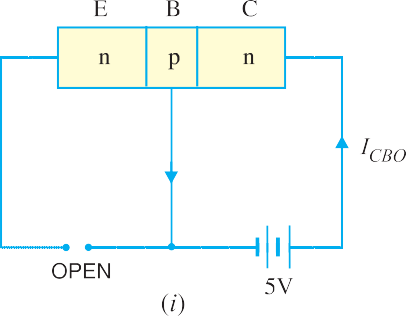 E B C
n p n
I_CBO
OPEN
5V
(i)